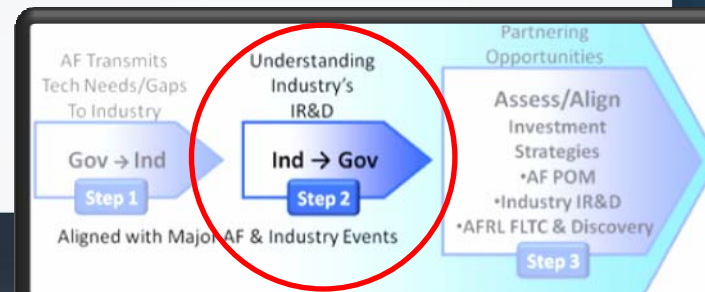 AF Transmits
Tech Needs/Gaps
To Industry
Gov → Ind
Step 1
Understanding
Industry's
IR&D
Ind → Gov
Step 2
Partnering
Opportunities
Assess/Align
Investment
Strategies
•AF POM
•Industry IR&D
•AFRL FLTC & Discovery
Step 3
Aligned with Major AF & Industry Events